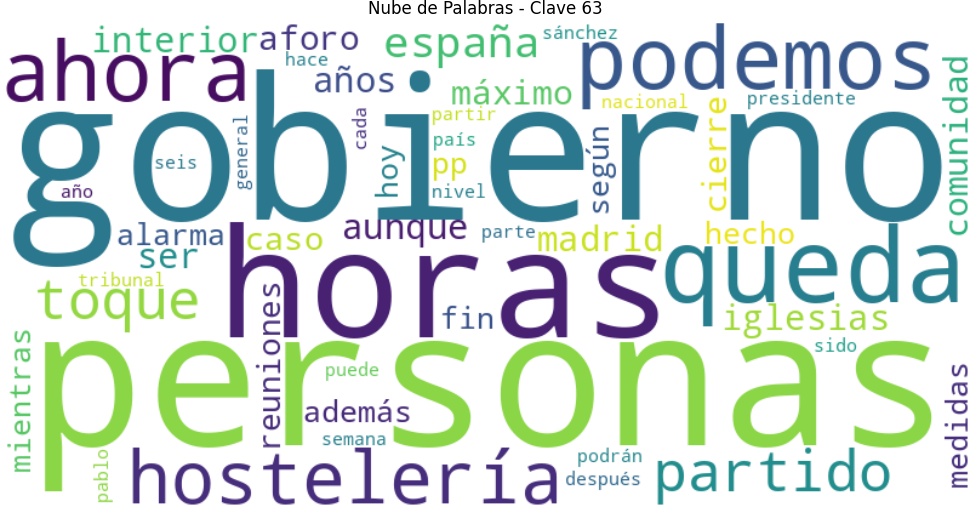 Nube de Palabras - Clave 63
interior aforo españa sánchez podemos
ahora hace años máximo nacional presidente comunidad
gobierno
general cada partir hoy país según cierre
seis pp
año nivel
alarma aunque parte madrid hecho
ser caso
tribunal horas queda
toque reuniones fin iglesias
mientras personas sido
puede medidas
además
semana
pablo hostelería podrán partido
después